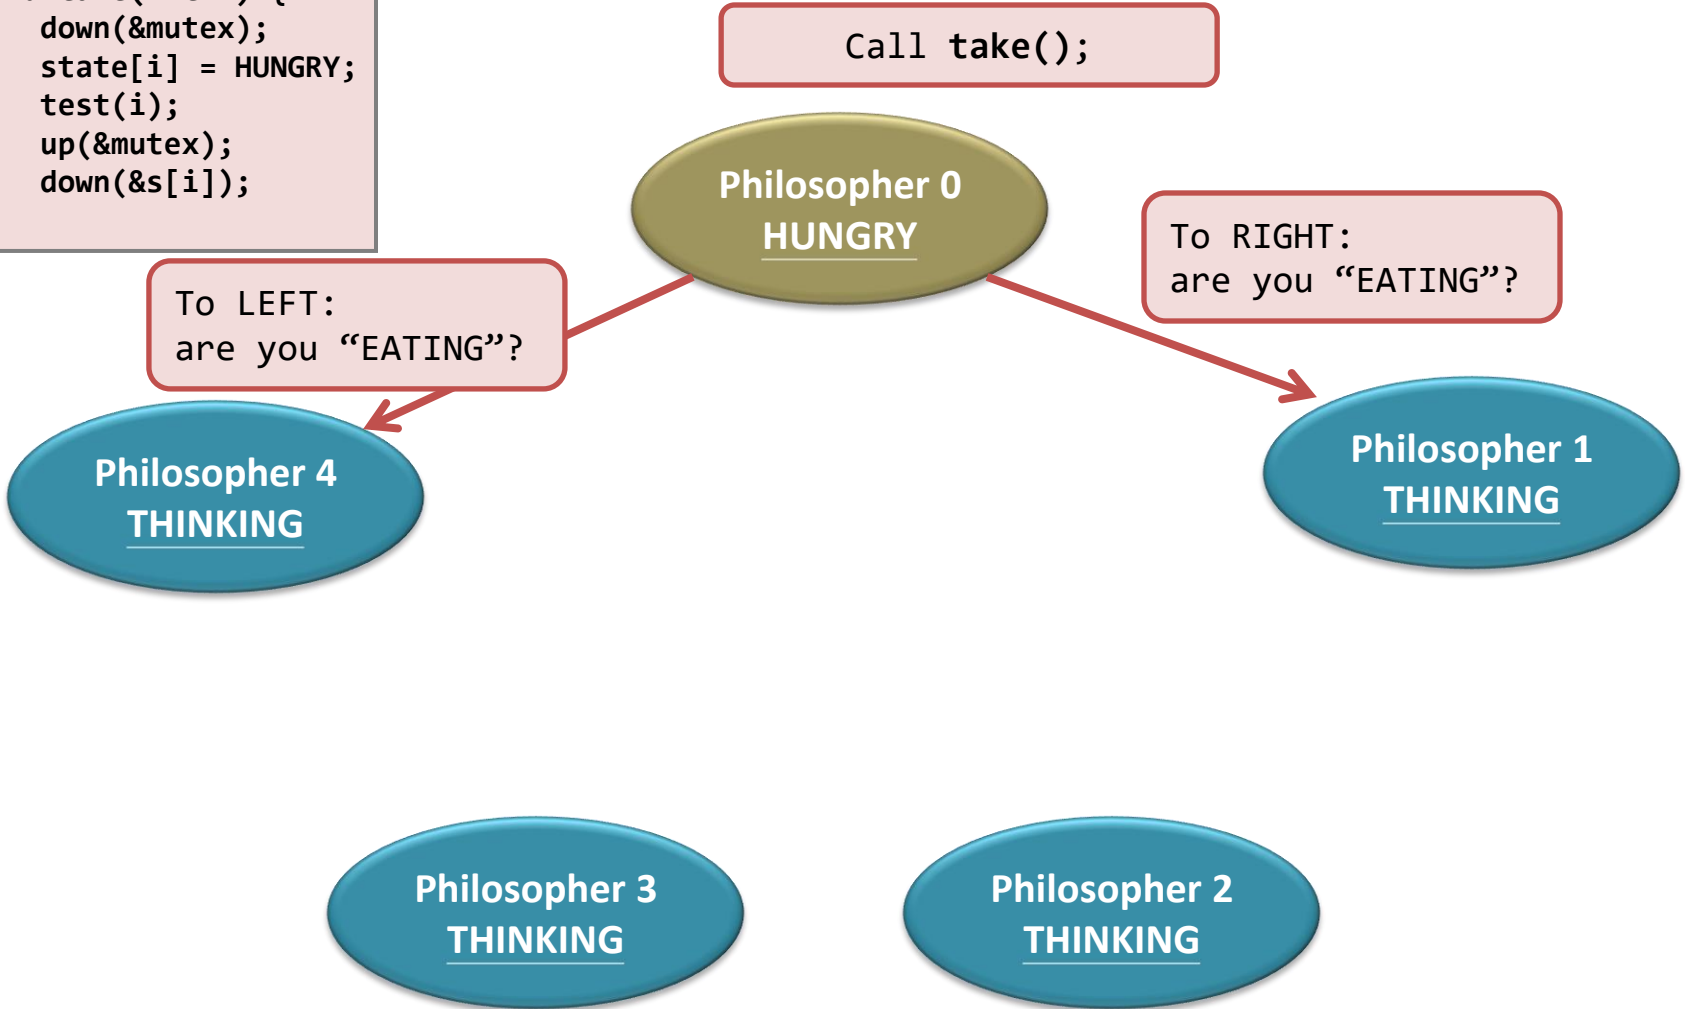 down(&mutex);
state[i] = HUNGRY;
test(i);
up(&mutex);
down(&s[i]);
Call take();
Philosopher 0
HUNGRY
To RIGHT:
are you “EATING”?
To LEFT:
are you “EATING”?
Philosopher 4
THINKING
Philosopher 1
THINKING
Philosopher 3
THINKING
Philosopher 2
THINKING